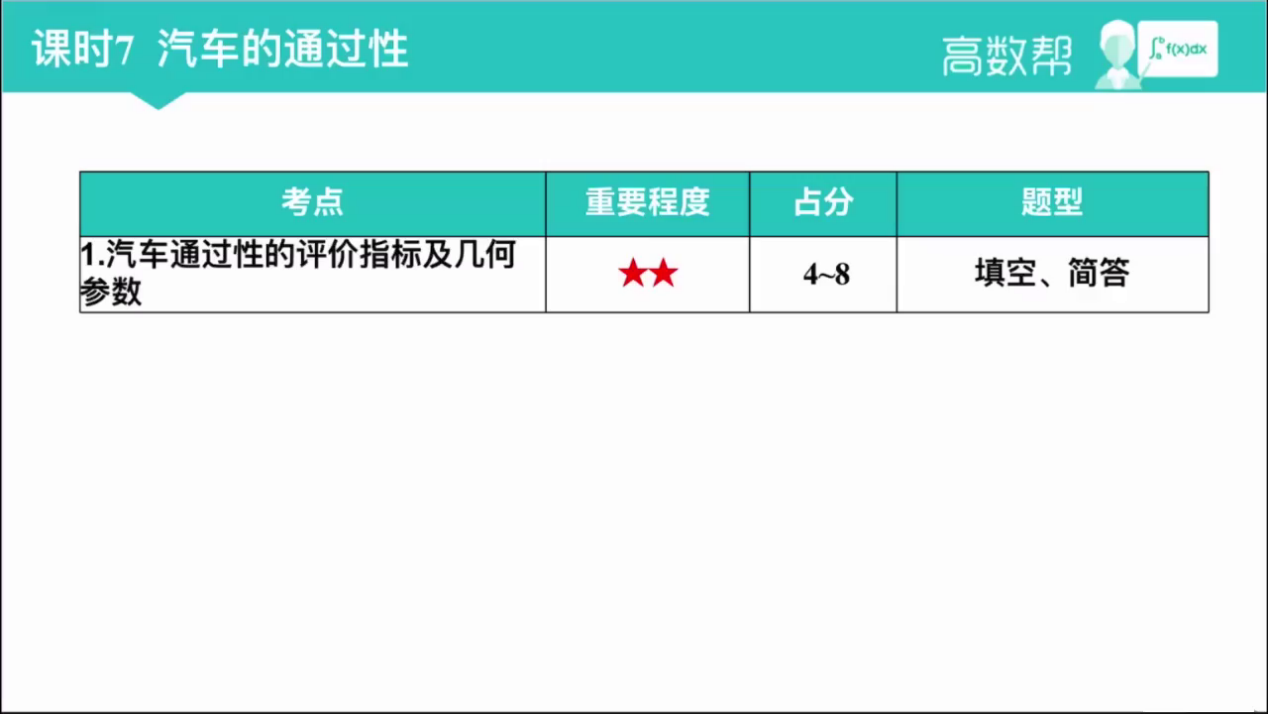 课时7 汽车的通过性
高数帮
∫ₐᵇ f(x)dx
考点 重要程度 占分 题型
1.汽车通过性的评价指标及几何
参数
★★ 4~8 填空、简答